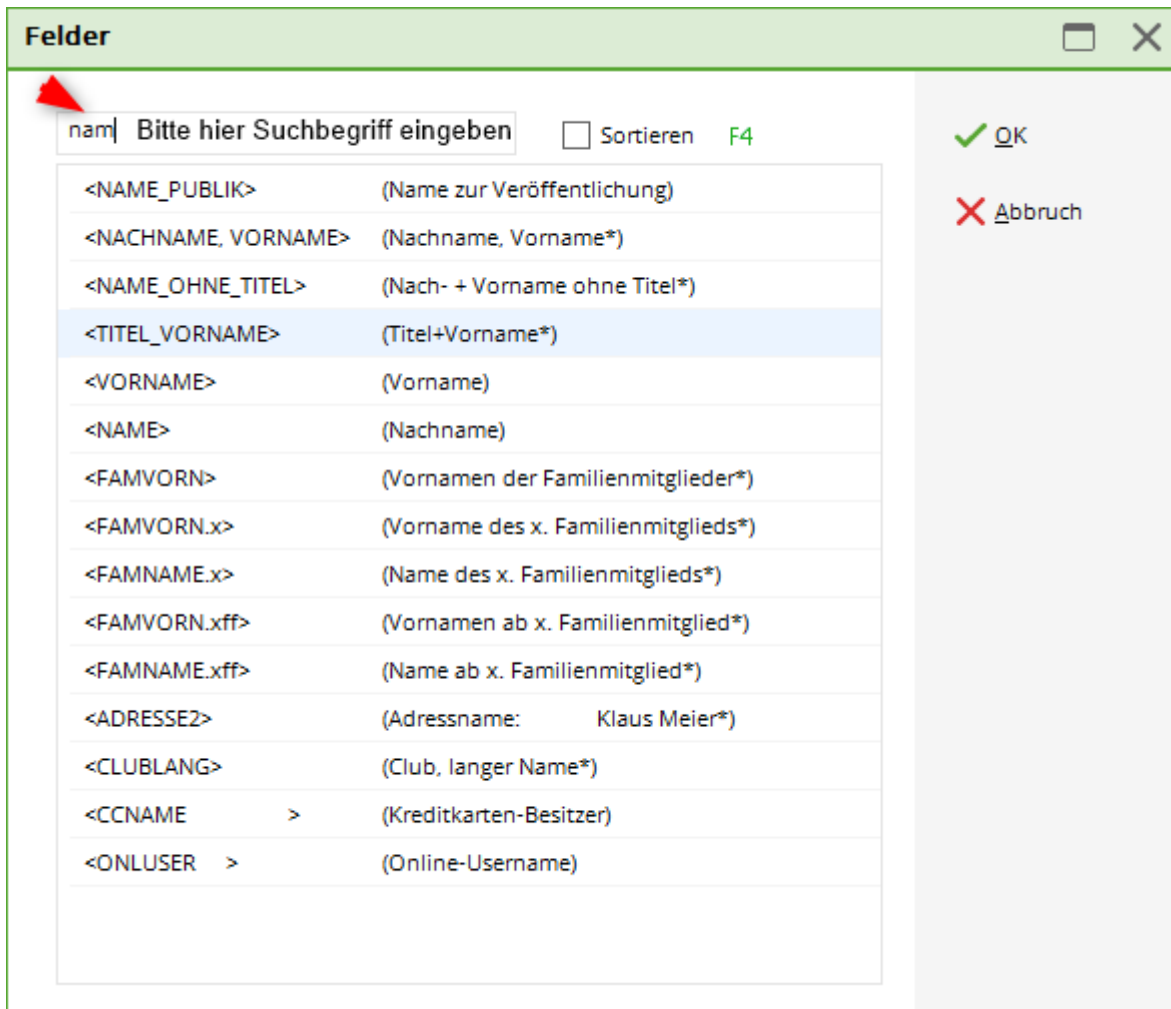 Felder
nam Bitte hier Suchbegriff eingeben Sortieren F4
OK
Abbruch
<NAME_PUBLIK> (Name zur Veröffentlichung)
<NACHNAME, VORNAME> (Nachname, Vorname*)
<NAME_OHNE_TITEL> (Nach- + Vorname ohne Titel*)
<TITEL_VORNAME> (Titel+Vorname*)
<VORNAME> (Vorname)
<NAME> (Nachname)
<FAMVORN> (Vornamen der Familienmitglieder*)
<FAMVORN.x> (Vorname des x. Familienmitglieds*)
<FAMNAME.x> (Name des x. Familienmitglieds*)
<FAMVORN.xff> (Vornamen ab x. Familienmitglied*)
<FAMNAME.xff> (Name ab x. Familienmitglied*)
<ADRESSE2> (Adressname: Klaus Meier*)
<CLUBLANG> (Club, langer Name*)
<CCNAME > (Kreditkarten-Besitzer)
<ONLUSER > (Online-Username)